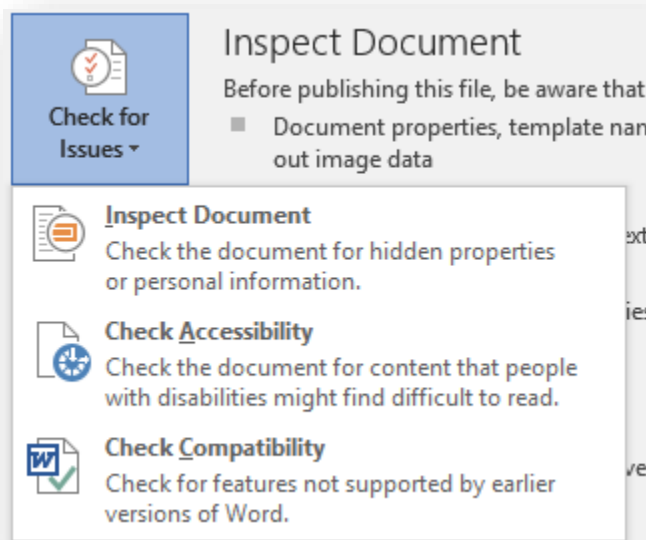 Inspect Document
Before publishing this file, be aware that
Document properties, template
out image data
Check for
Issues
Inspect Document
Check the document for hidden properties
or personal information.
Check Accessibility
Check the document for content that people
with disabilities might find difficult to read.
Check Compatibility
Check for features not supported by earlier
versions of Word.